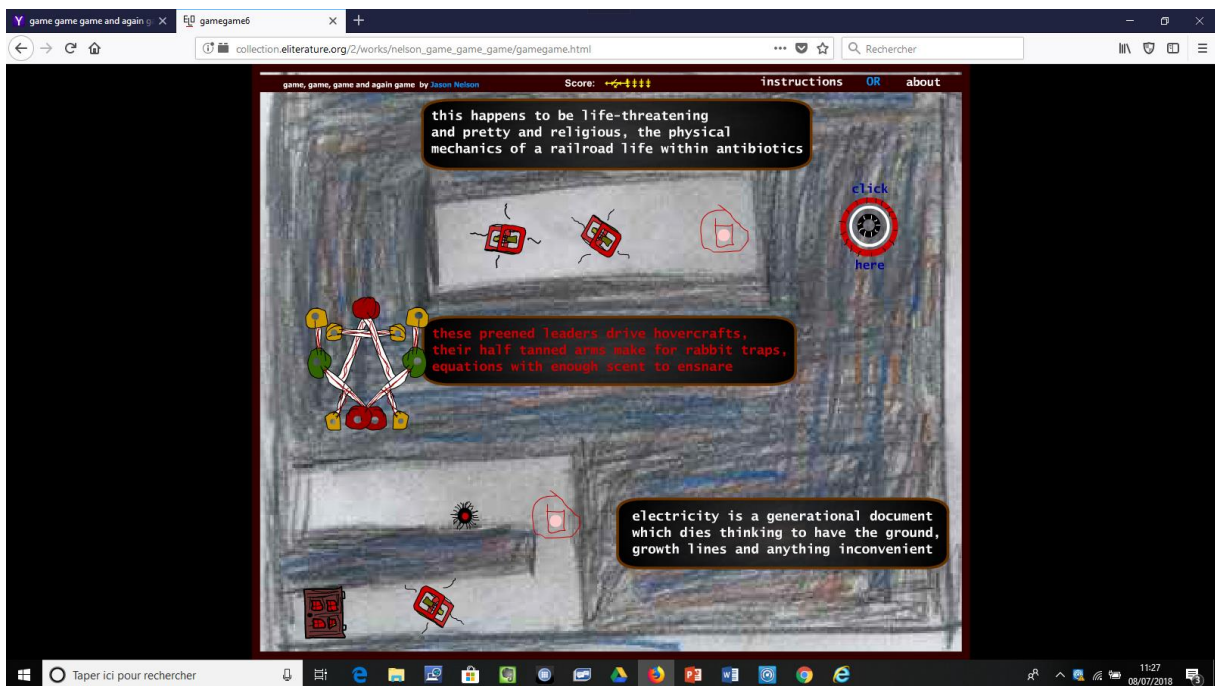 game game game and again g
gamegame6
collection.eliterature.org/2/works/nelson_game_game_game/gamegame.html
Rechercher
game, game, game and again game by Jason Nelson
Score:
instructions OR about
this happens to be life-threatening
and pretty and religious, the physical
mechanics of a railroad life within antibiotics
click
here
these preened leaders drive hovercrafts,
their half tanned arms make for rabbit traps,
equations with enough scent to ensnare
electricity is a generational document
which dies thinking to have the ground,
growth lines and anything inconvenient
Taper ici pour rechercher
11:27
08/07/2018